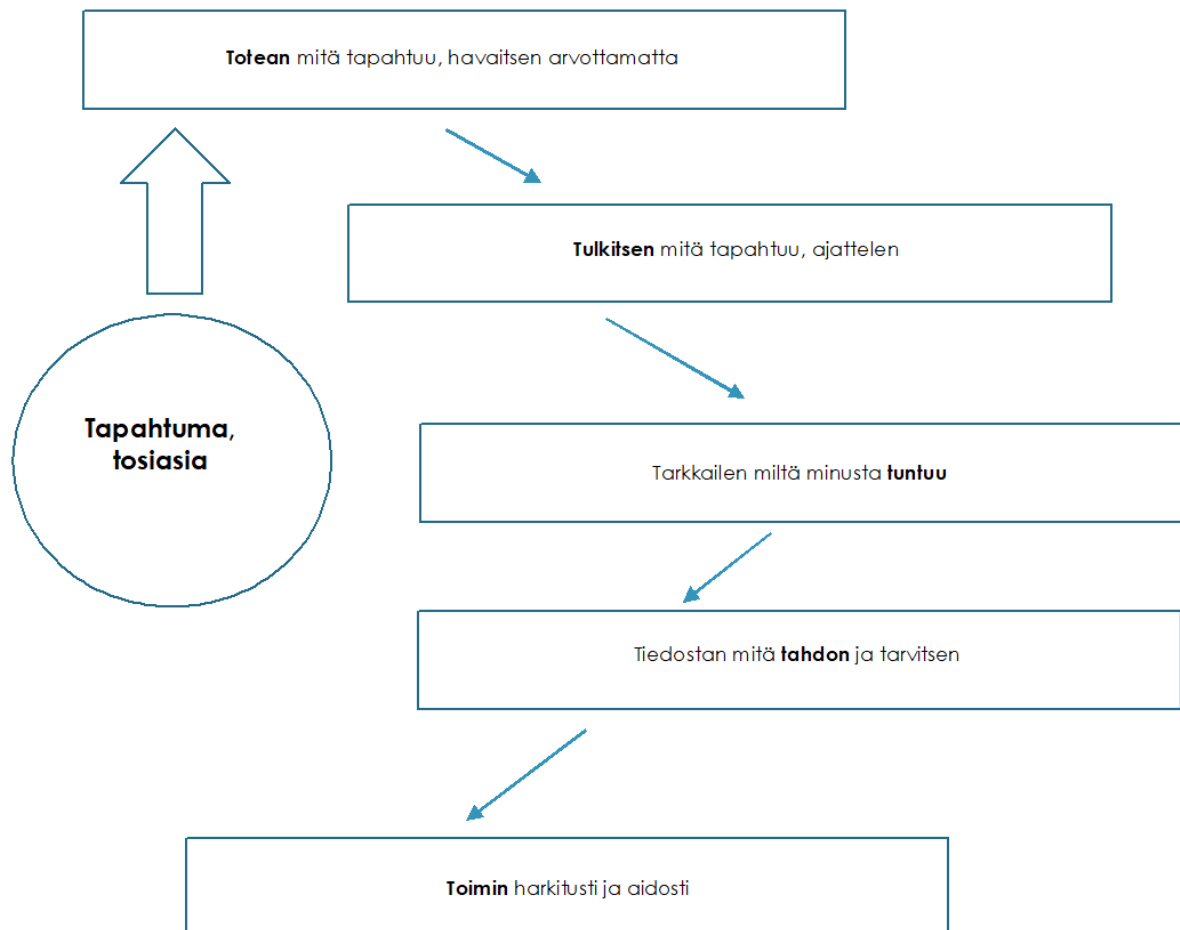 Totean mitä tapahtuu, havaitsen arvottamatta
Tulkitsen mitä tapahtuu, ajattelen
Tapahtuma,
tosiasia
Tarkkailen miltä minusta tuntuu
Tiedostan mitä tahdon ja tarvitsen
Toimin harkitusti ja aidosti